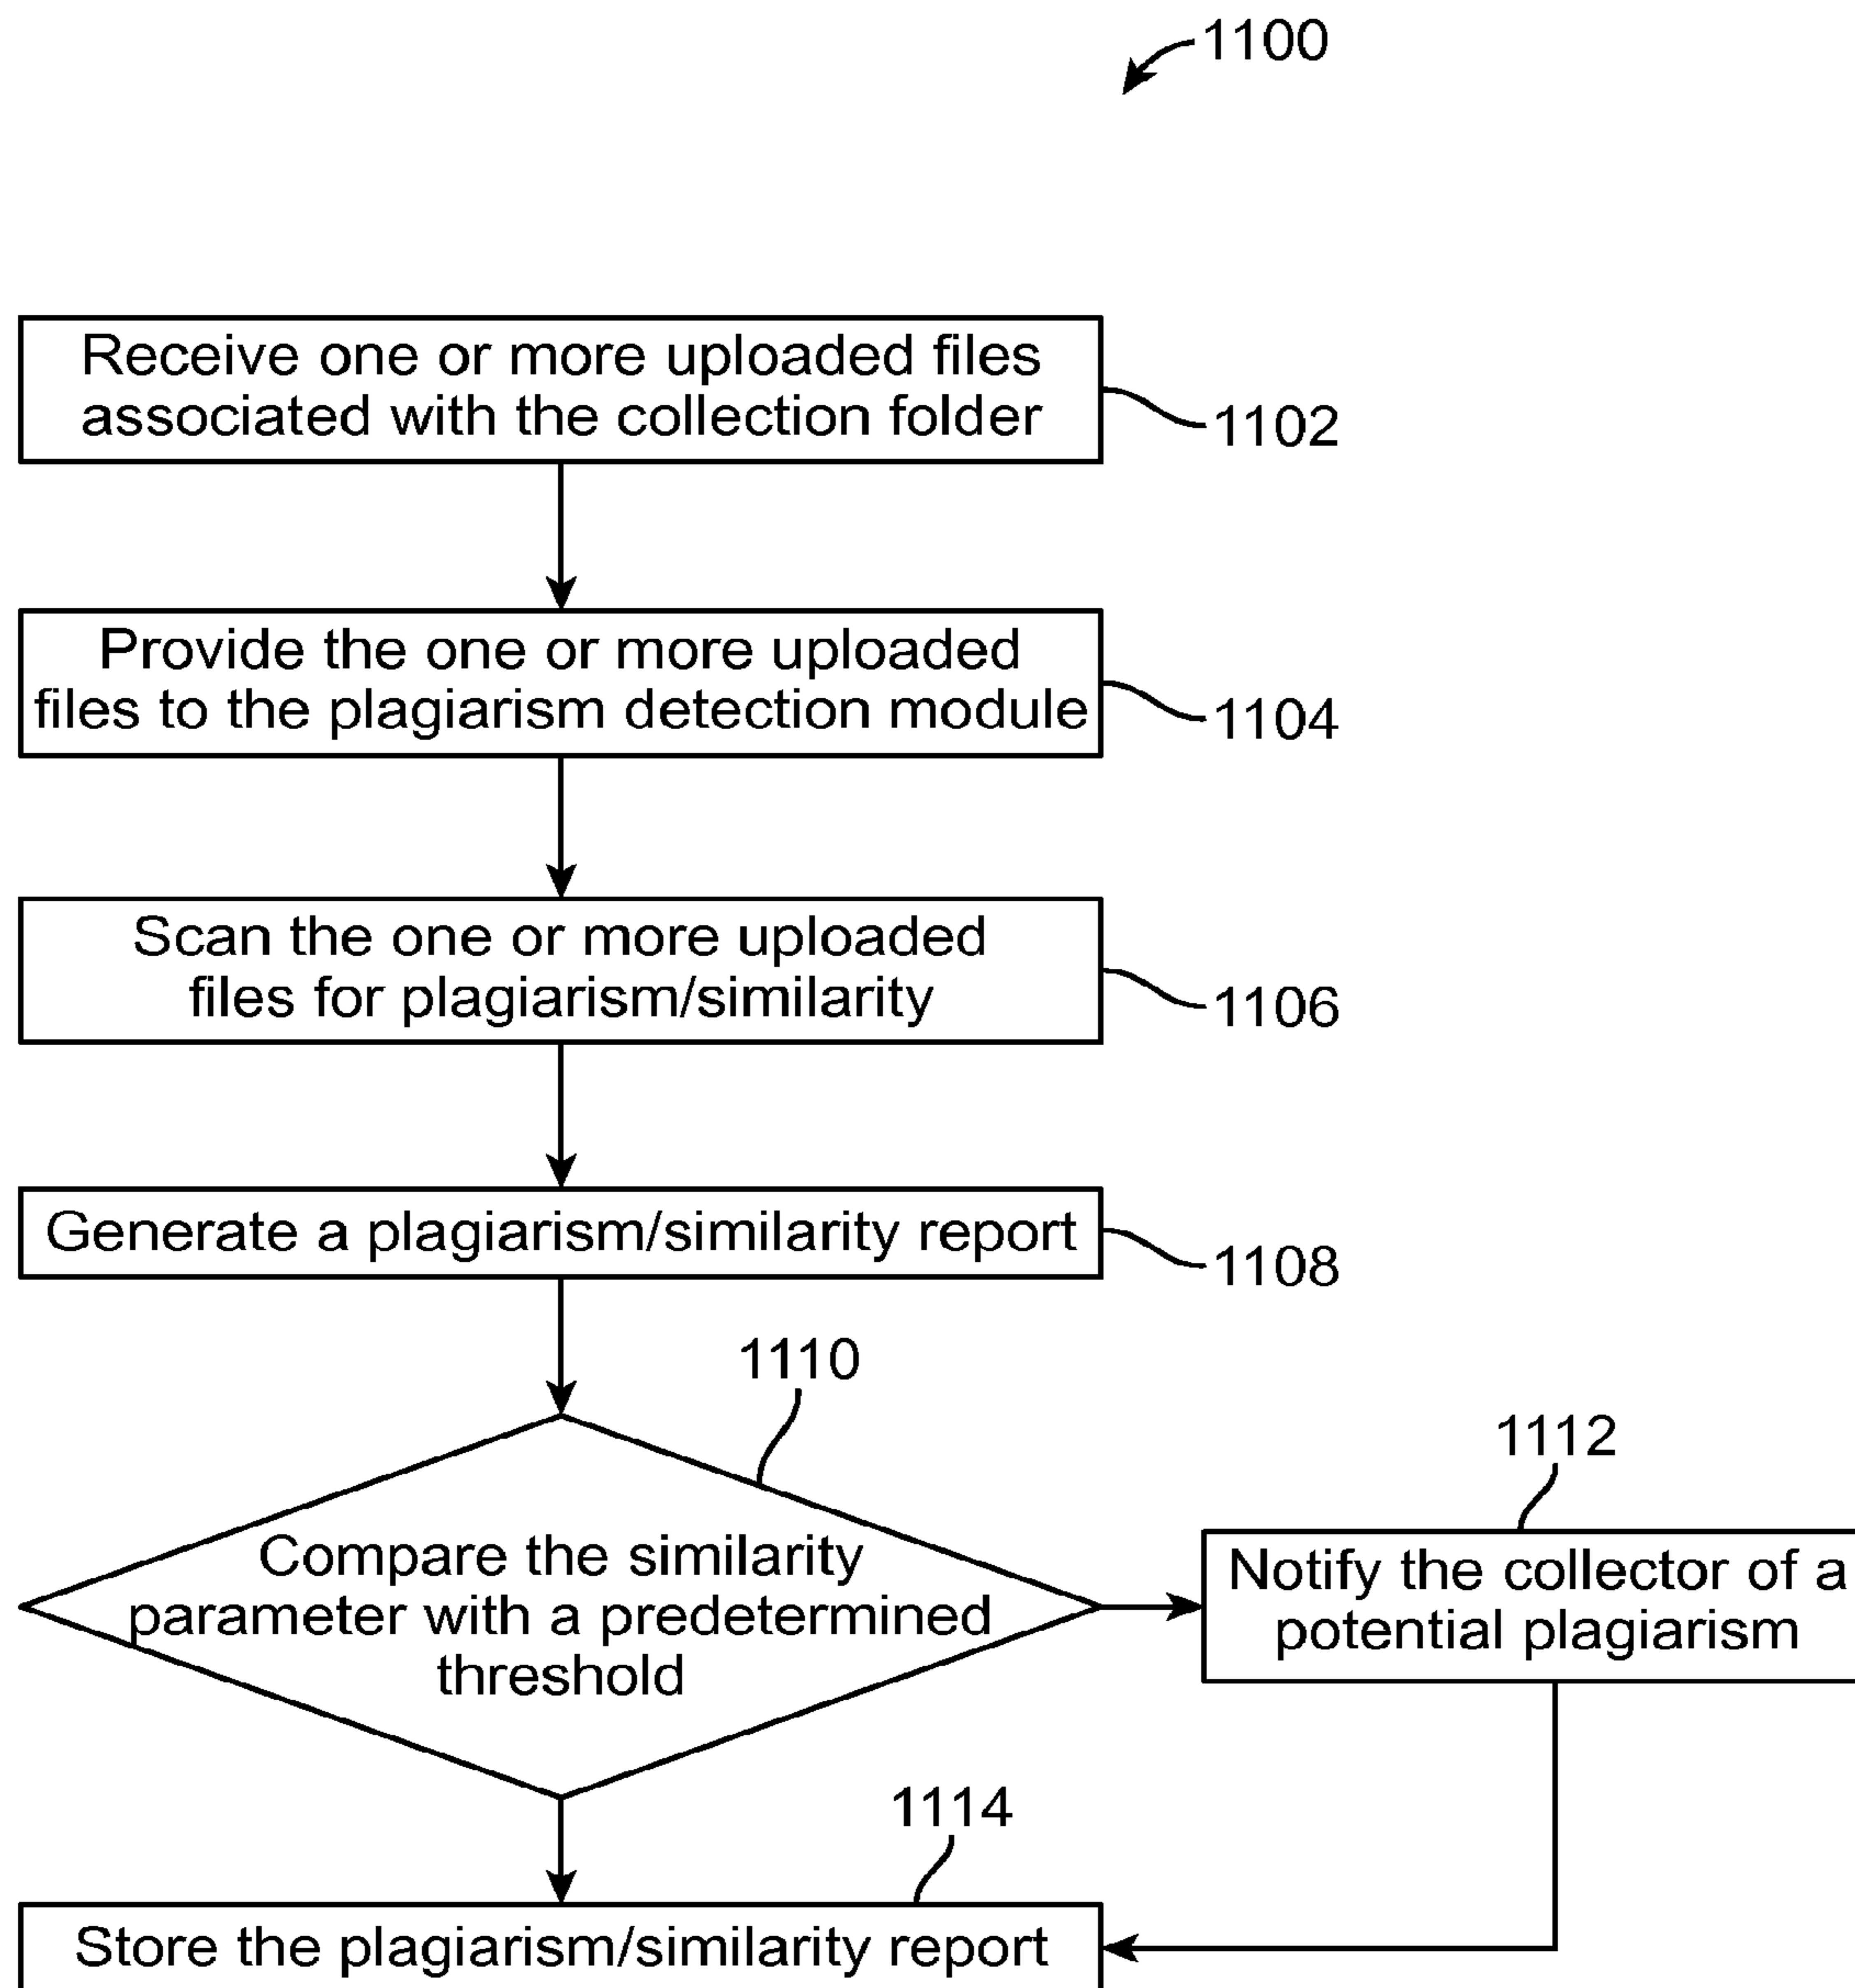 1100
Receive one or more uploaded files
associated with the collection folder
1102
Provide the one or more uploaded
files to the plagiarism detection module
1104
Scan the one or more uploaded
files for plagiarism/similarity
1106
Generate a plagiarism/similarity report
1108
1110
Compare the similarity
parameter with a predetermined
threshold
1112
Notify the collector of a
potential plagiarism
1114
Store the plagiarism/similarity report